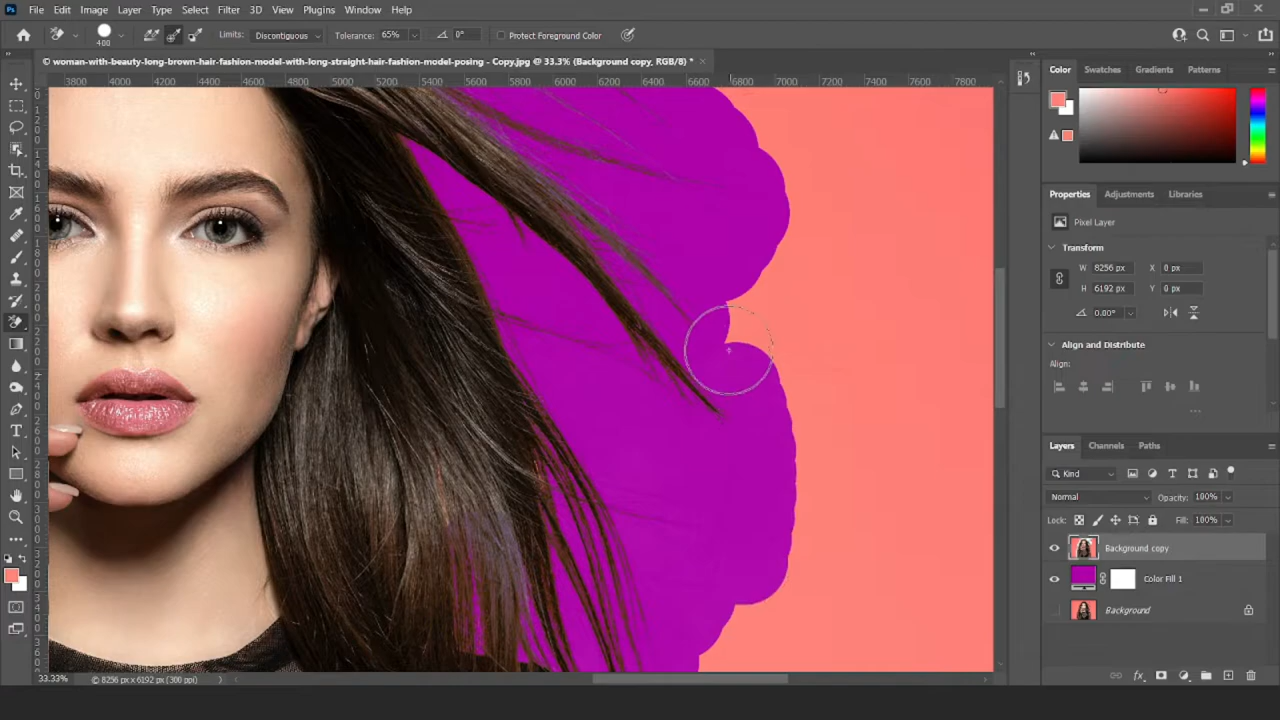 Ps File Edit Image Layer Type Select Filter 3D View Plugins Window Help
400 Limits: Discontiguous Tolerance: 65% 0° Protect Foreground Color
© woman-with-beauty-long-brown-hair-fashion-model-with-long-straight-hair-fashion-model-posing - Copy.jpg @ 33.3% (Background copy, RGB/8) *
3800 4000 4200 4400 4600 4800 5000 5200 5400 5600 5800 6000 6200 6400 6600 6800 7000 7200 7400 7600 7800
Color Swatches Gradients Patterns
Properties Adjustments Libraries
Pixel Layer
Transform
W 8256 px X 0 px
H 6192 px Y 0 px
0.00°
Align and Distribute
Align:
Layers Channels Paths
Kind
Normal Opacity: 100%
Lock: Fill: 100%
Background copy
Color Fill 1
Background
33.33% © 8256 px x 6192 px (300 ppi)